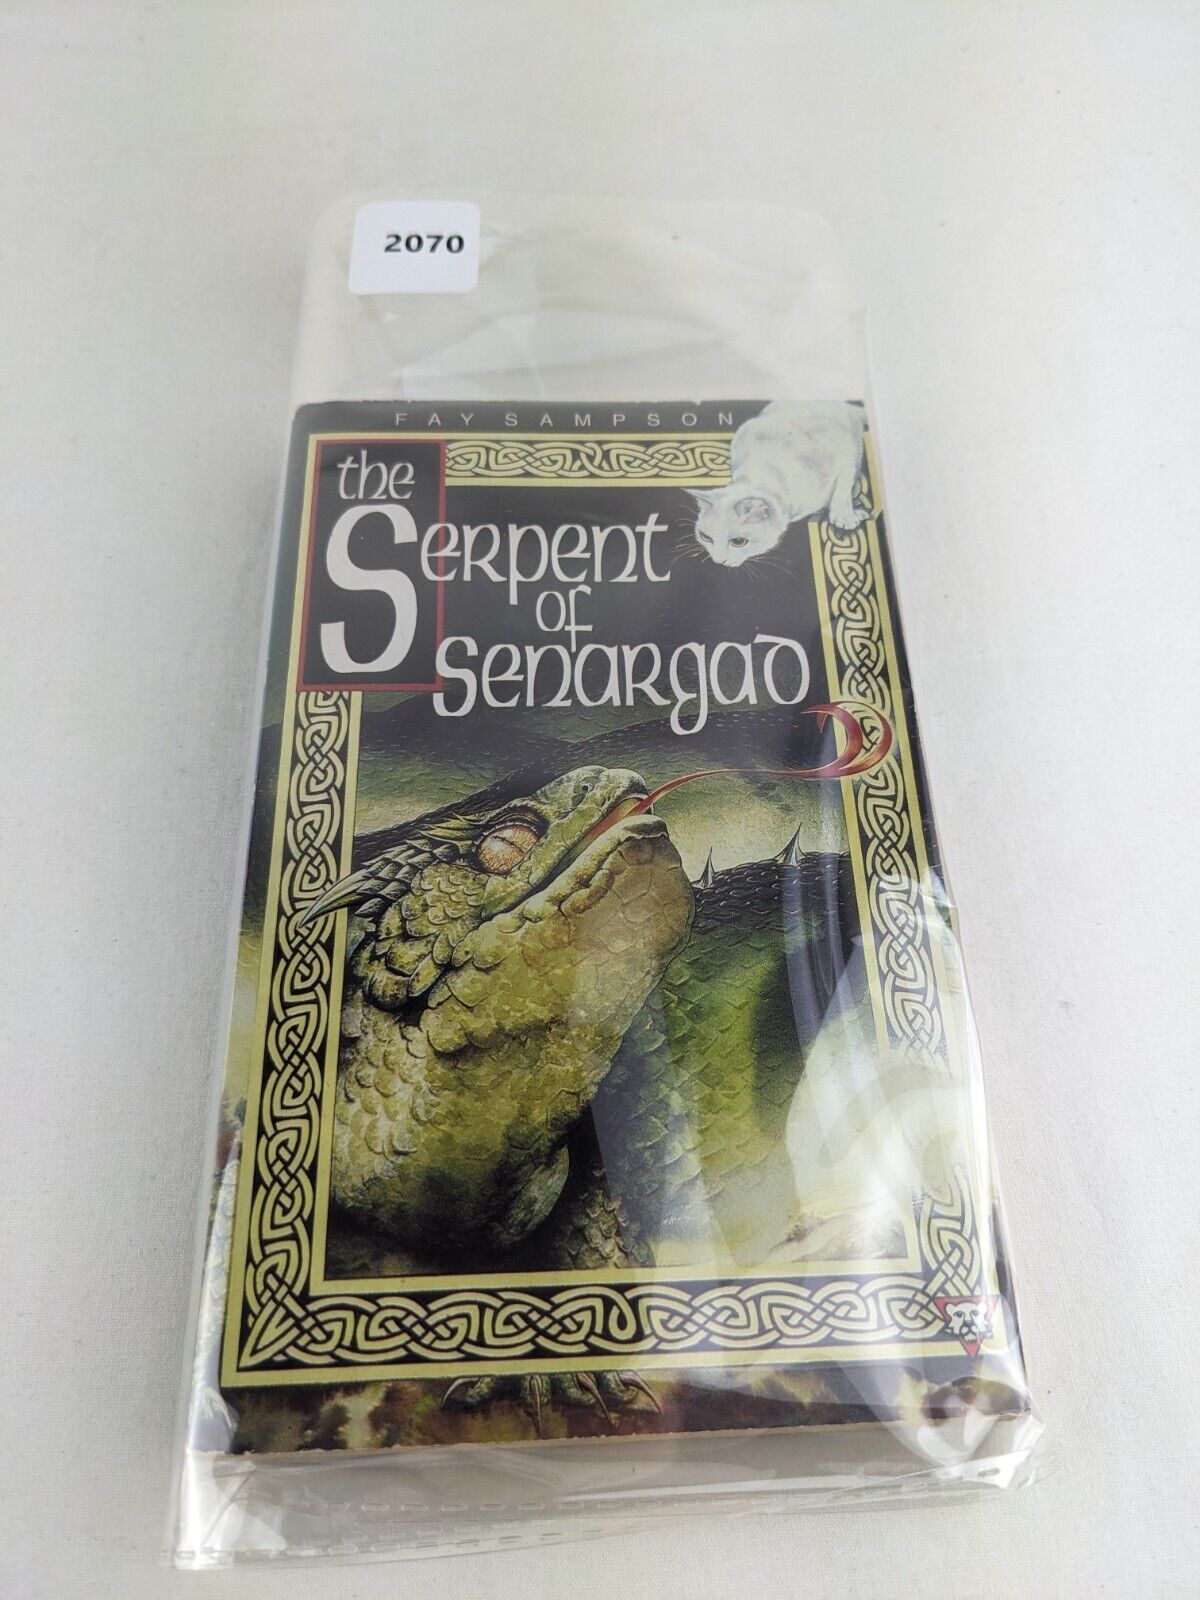 2070
FAY SAMPSON
the
Serpent
of
Senargad